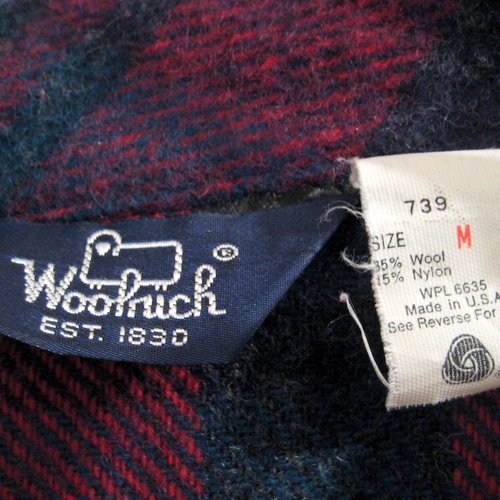 Woolrich ®
EST. 1830
739
SIZE M
85% Wool
15% Nylon
WPL 6635
Made in U.S.A
See Reverse For